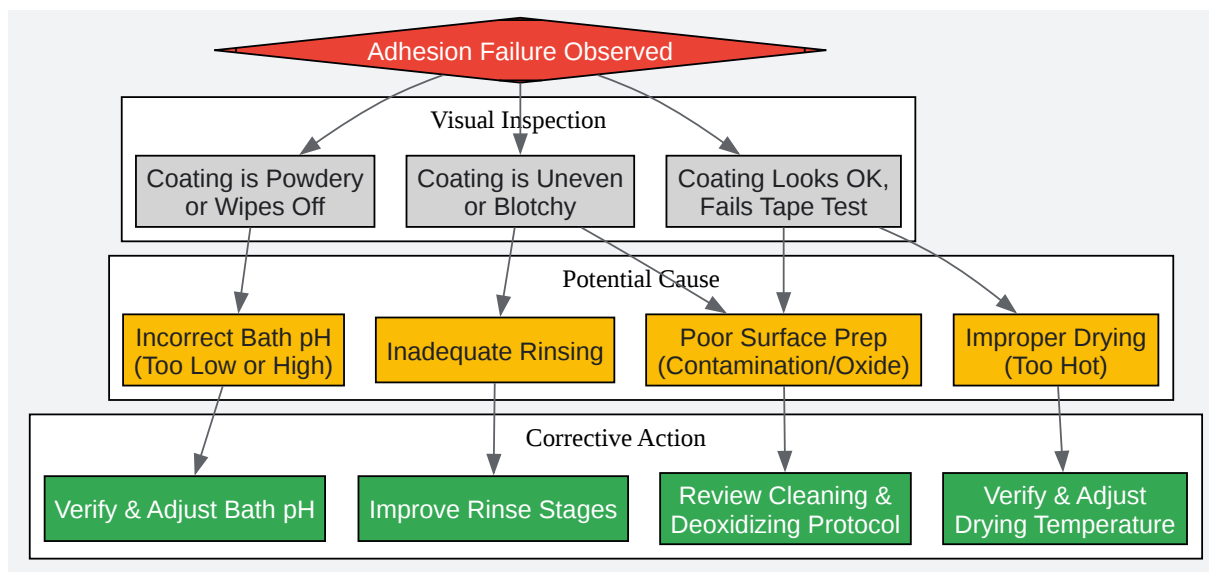 Adhesion Failure Observed
Visual Inspection
Coating is Powdery
or Wipes Off
Coating is Uneven
or Blotchy
Coating Looks OK,
Fails Tape Test
Potential Cause
Incorrect Bath pH
(Too Low or High)
Inadequate Rinsing
Poor Surface Prep
(Contamination/Oxide)
Improper Drying
(Too Hot)
Corrective Action
Verify & Adjust Bath pH
Improve Rinse Stages
Review Cleaning &
Deoxidizing Protocol
Verify & Adjust
Drying Temperature